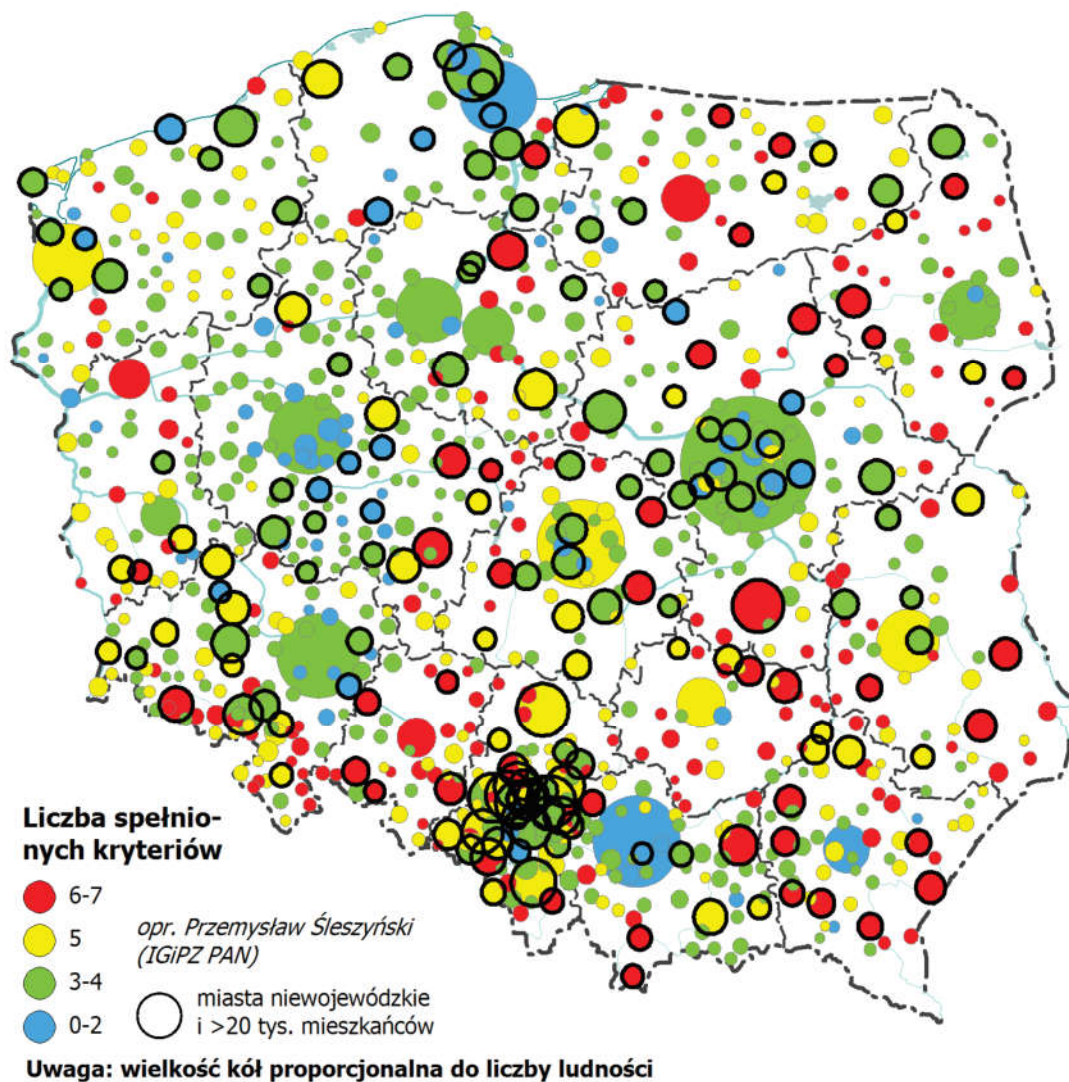 Liczba spełnio-
nych kryteriów
6-7
5
3-4
0-2
opr. Przemysław Śleszyński
(IGiPZ PAN)
miasta niewojewódzkie
i >20 tys. mieszkańców
Uwaga: wielkość kół proporcjonalna do liczby ludności